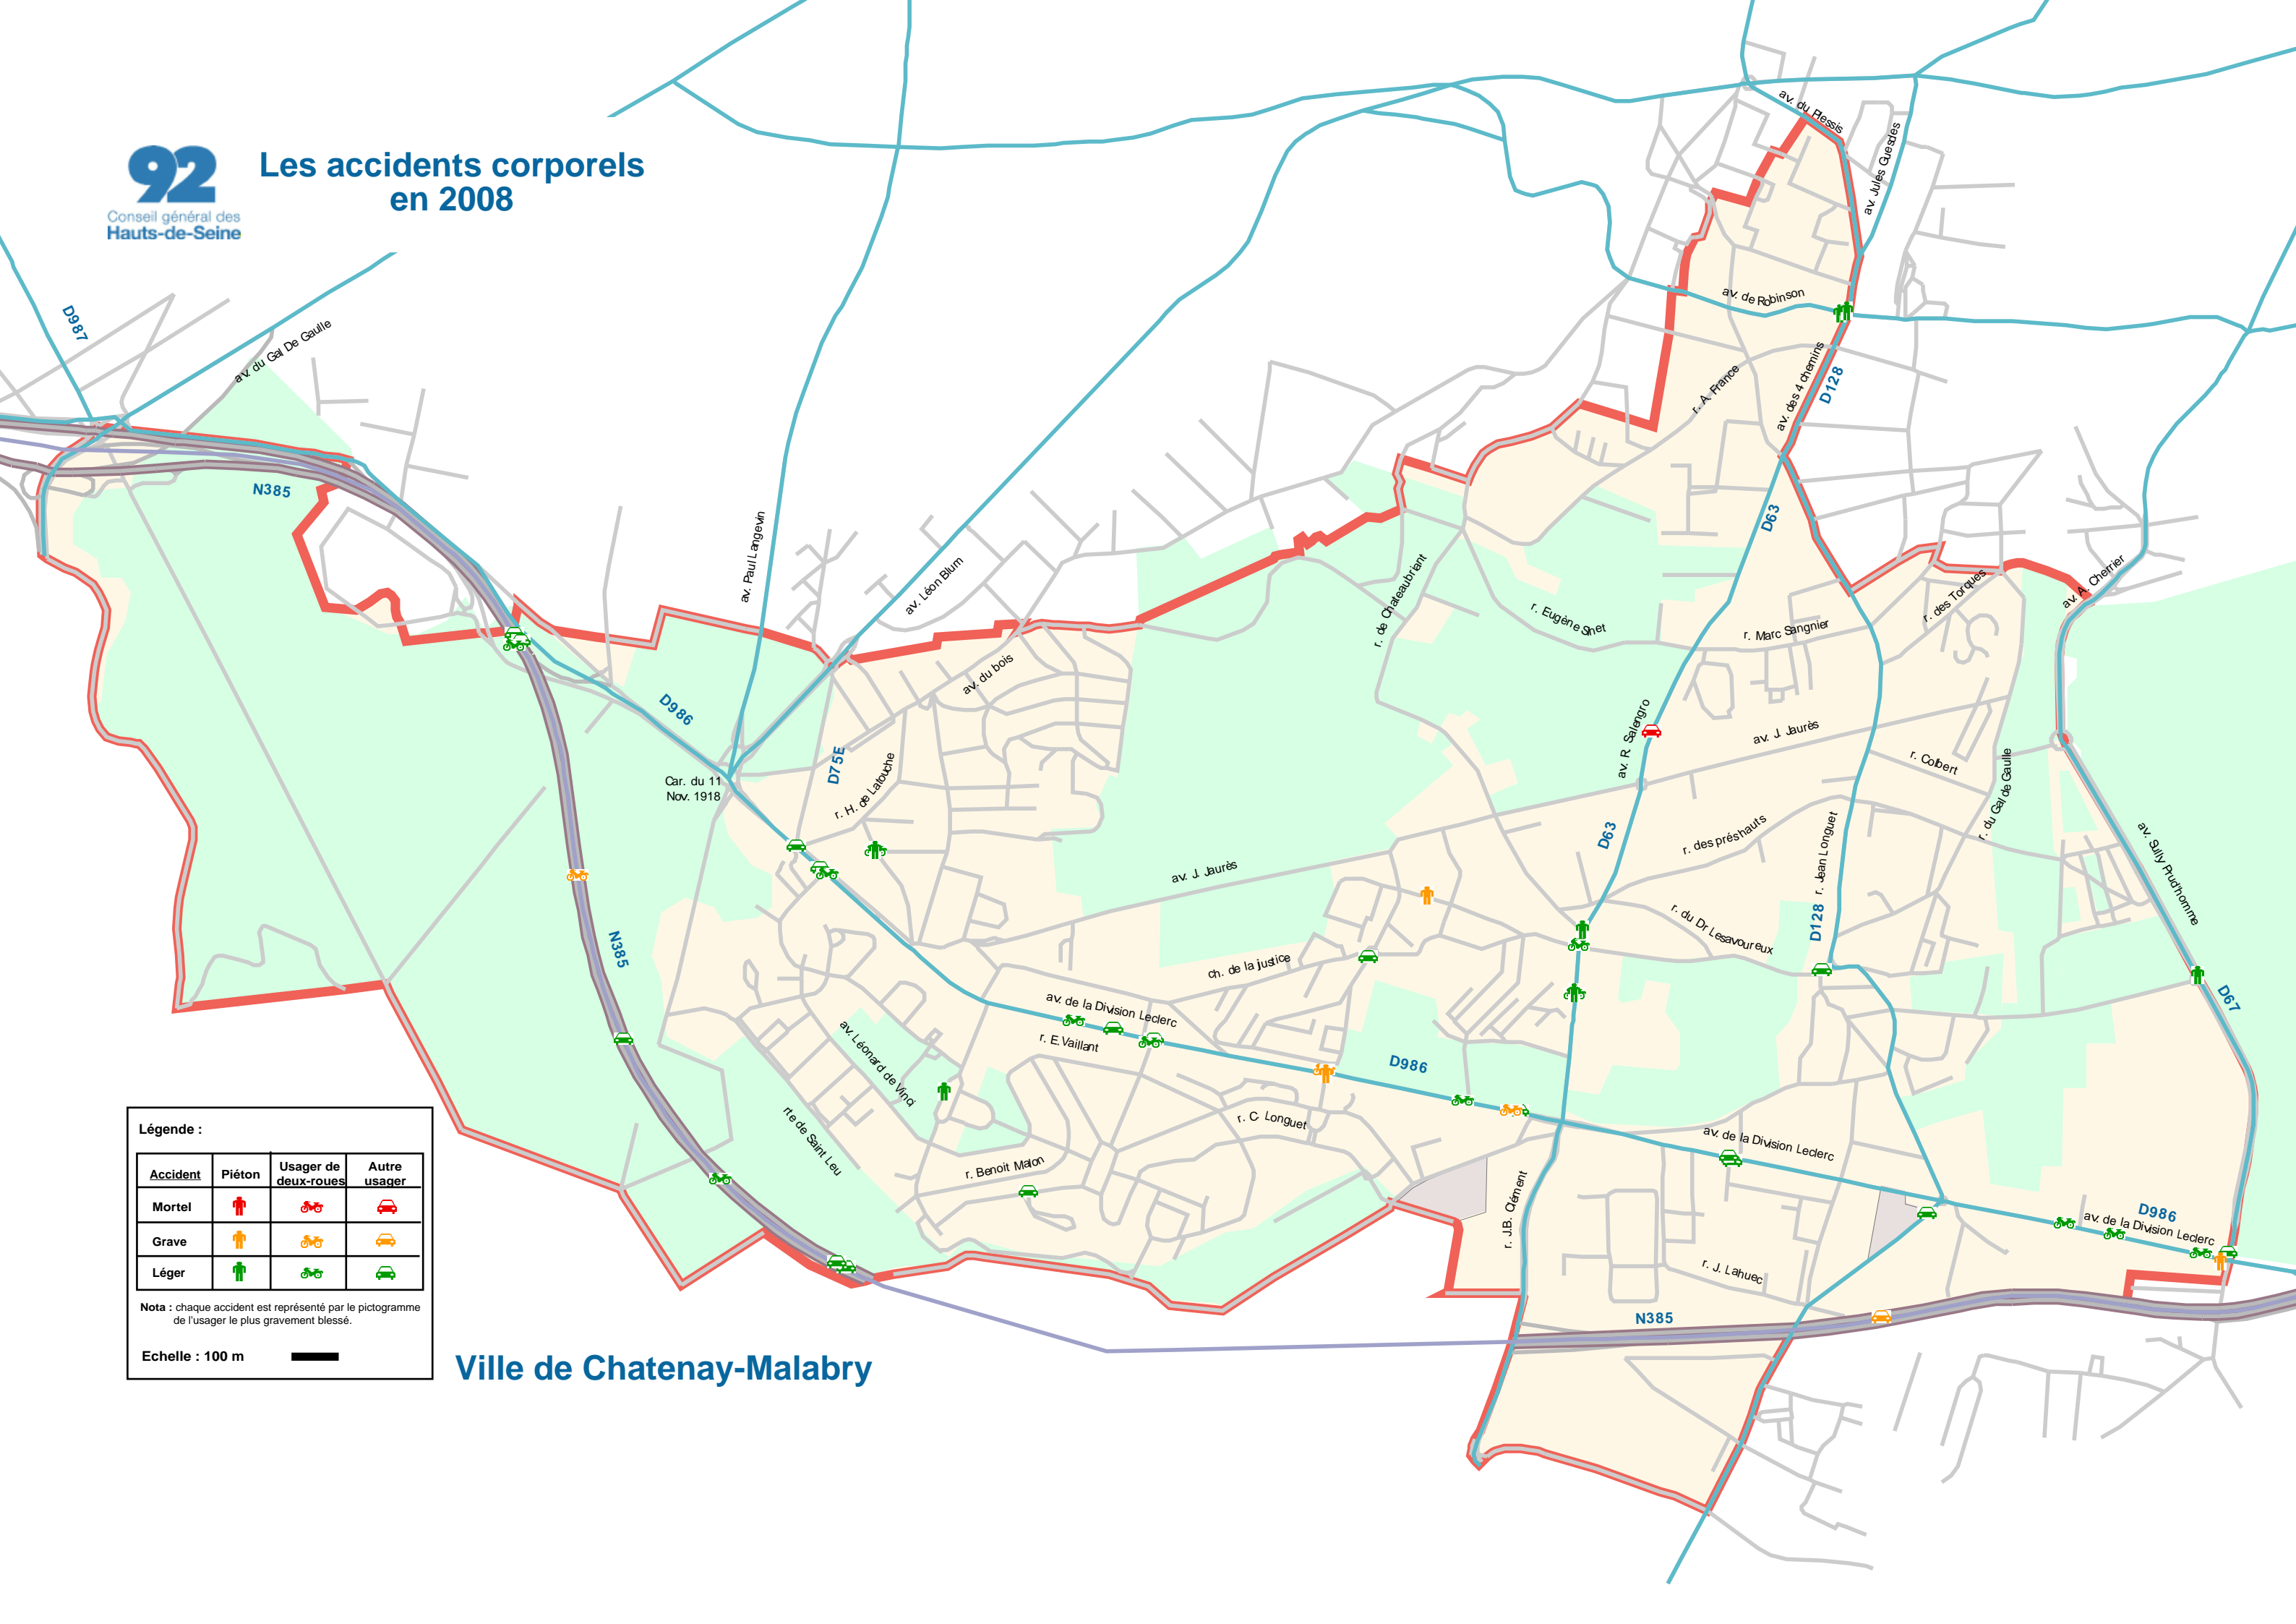 92
Conseil général des
Hauts-de-Seine
Les accidents corporels
en 2008
av. du Plessis
av. Jules Guesdes
av. de Robinson
D987
av. du Gal De Gaulle
r. A. France
av. des 4 chemins
D128
N385
D63
av. Paul Langevin
av. Léon Blum
r. de Chateaubriant
r. Eugène Sinet
r. Marc Sangnier
r. des Torques
av. A. Cherrier
av. du bois
D986
av. R. Salengro
av. J. Jaurès
r. Colbert
r. du Gal de Gaulle
Car. du 11
Nov. 1918
D75E
r. H. de Latouche
D63
r. des préshauts
r. Jean Longuet
av. Sully Prud'homme
av. J. Jaurès
r. du Dr Lesavoureux
D128
N385
ch. de la justice
D67
av. de la Division Leclerc
r. E.Vaillant
av. Léonard de Vinci
D986
rte de Saint Leu
r. C. Longuet
av. de la Division Leclerc
r. Benoit Malon
r. J.B. Clément
D986
av. de la Division Leclerc
r. J. Lahuec
N385
Légende :
Accident Piéton Usager de deux-roues Autre usager
Mortel
Grave
Léger
Nota : chaque accident est représenté par le pictogramme
de l'usager le plus gravement blessé.
Echelle : 100 m
Ville de Chatenay-Malabry